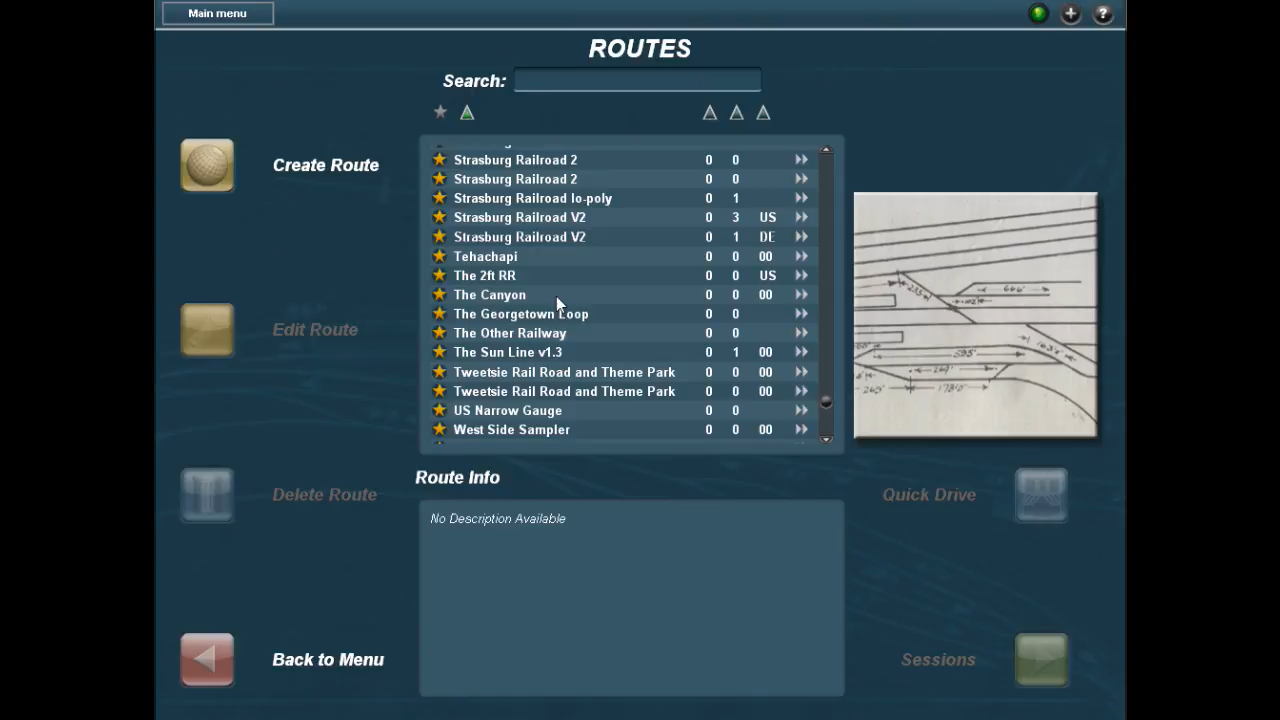 Main menu
?
ROUTES
Search:
Create Route
Edit Route
Delete Route
Back to Menu
Strasburg Railroad 2 0 0
Strasburg Railroad 2 0 0
Strasburg Railroad lo-poly 0 1
Strasburg Railroad V2 0 3 US
Strasburg Railroad V2 0 1 DE
Tehachapi 0 0 00
The 2ft RR 0 0 US
The Canyon 0 0 00
The Georgetown Loop 0 0
The Other Railway 0 0
The Sun Line v1.3 0 1 00
Tweetsie Rail Road and Theme Park 0 0 00
Tweetsie Rail Road and Theme Park 0 0 00
US Narrow Gauge 0 0
West Side Sampler 0 0 00
Route Info
No Description Available
Quick Drive
Sessions